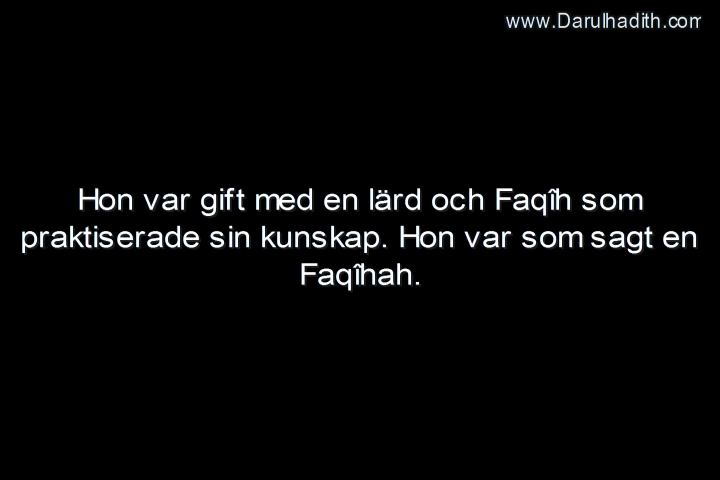 www.Darulhadith.com
Hon var gift med en lärd och Faqîh som
praktiserade sin kunskap. Hon var som sagt en
Faqîhah.